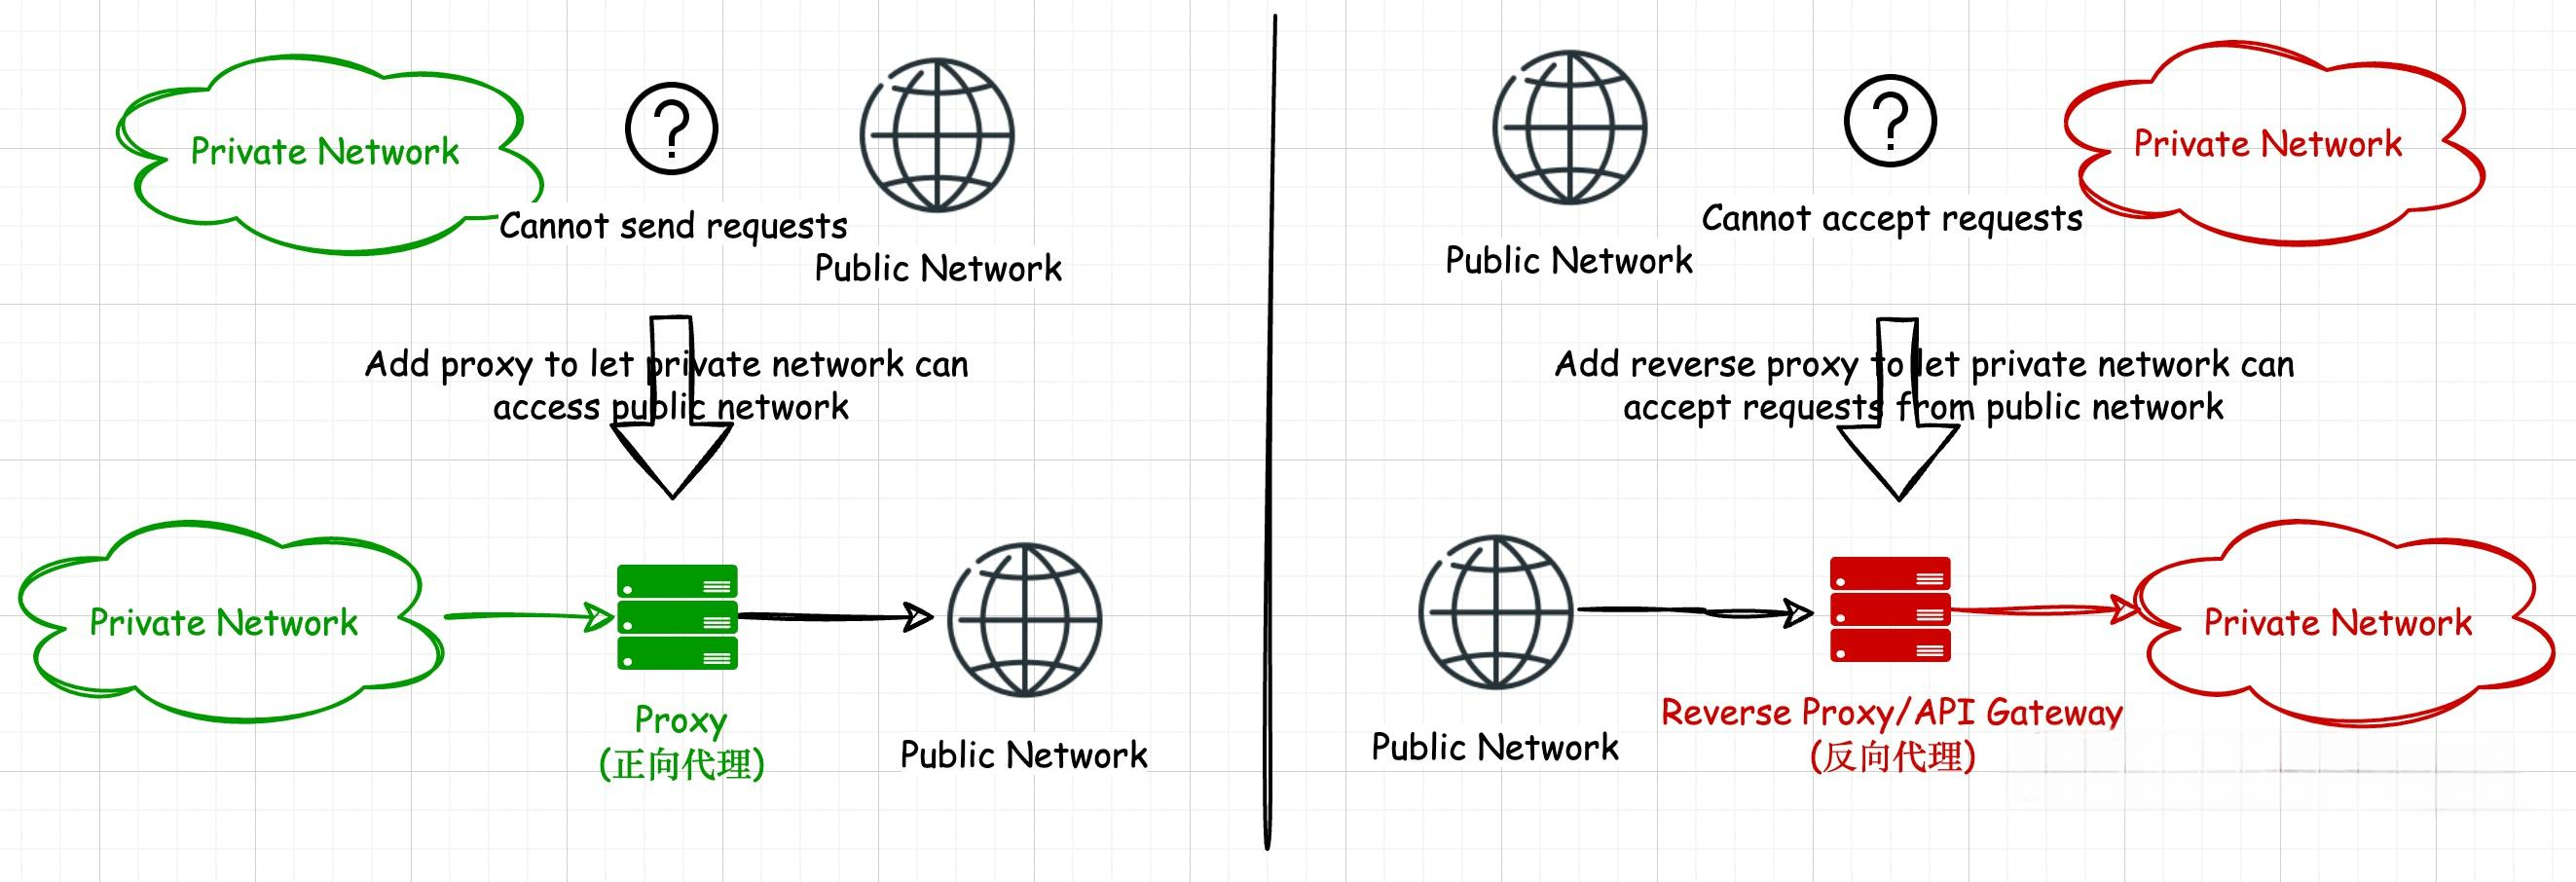 Private Network
Cannot send requests
Public Network
Add proxy to let private network can
access public network
Private Network
Proxy
(正向代理)
Public Network
Public Network
Cannot accept requests
Private Network
Add reverse proxy to let private network can
accept requests from public network
Public Network
Reverse Proxy/API Gateway
(反向代理)
Private Network